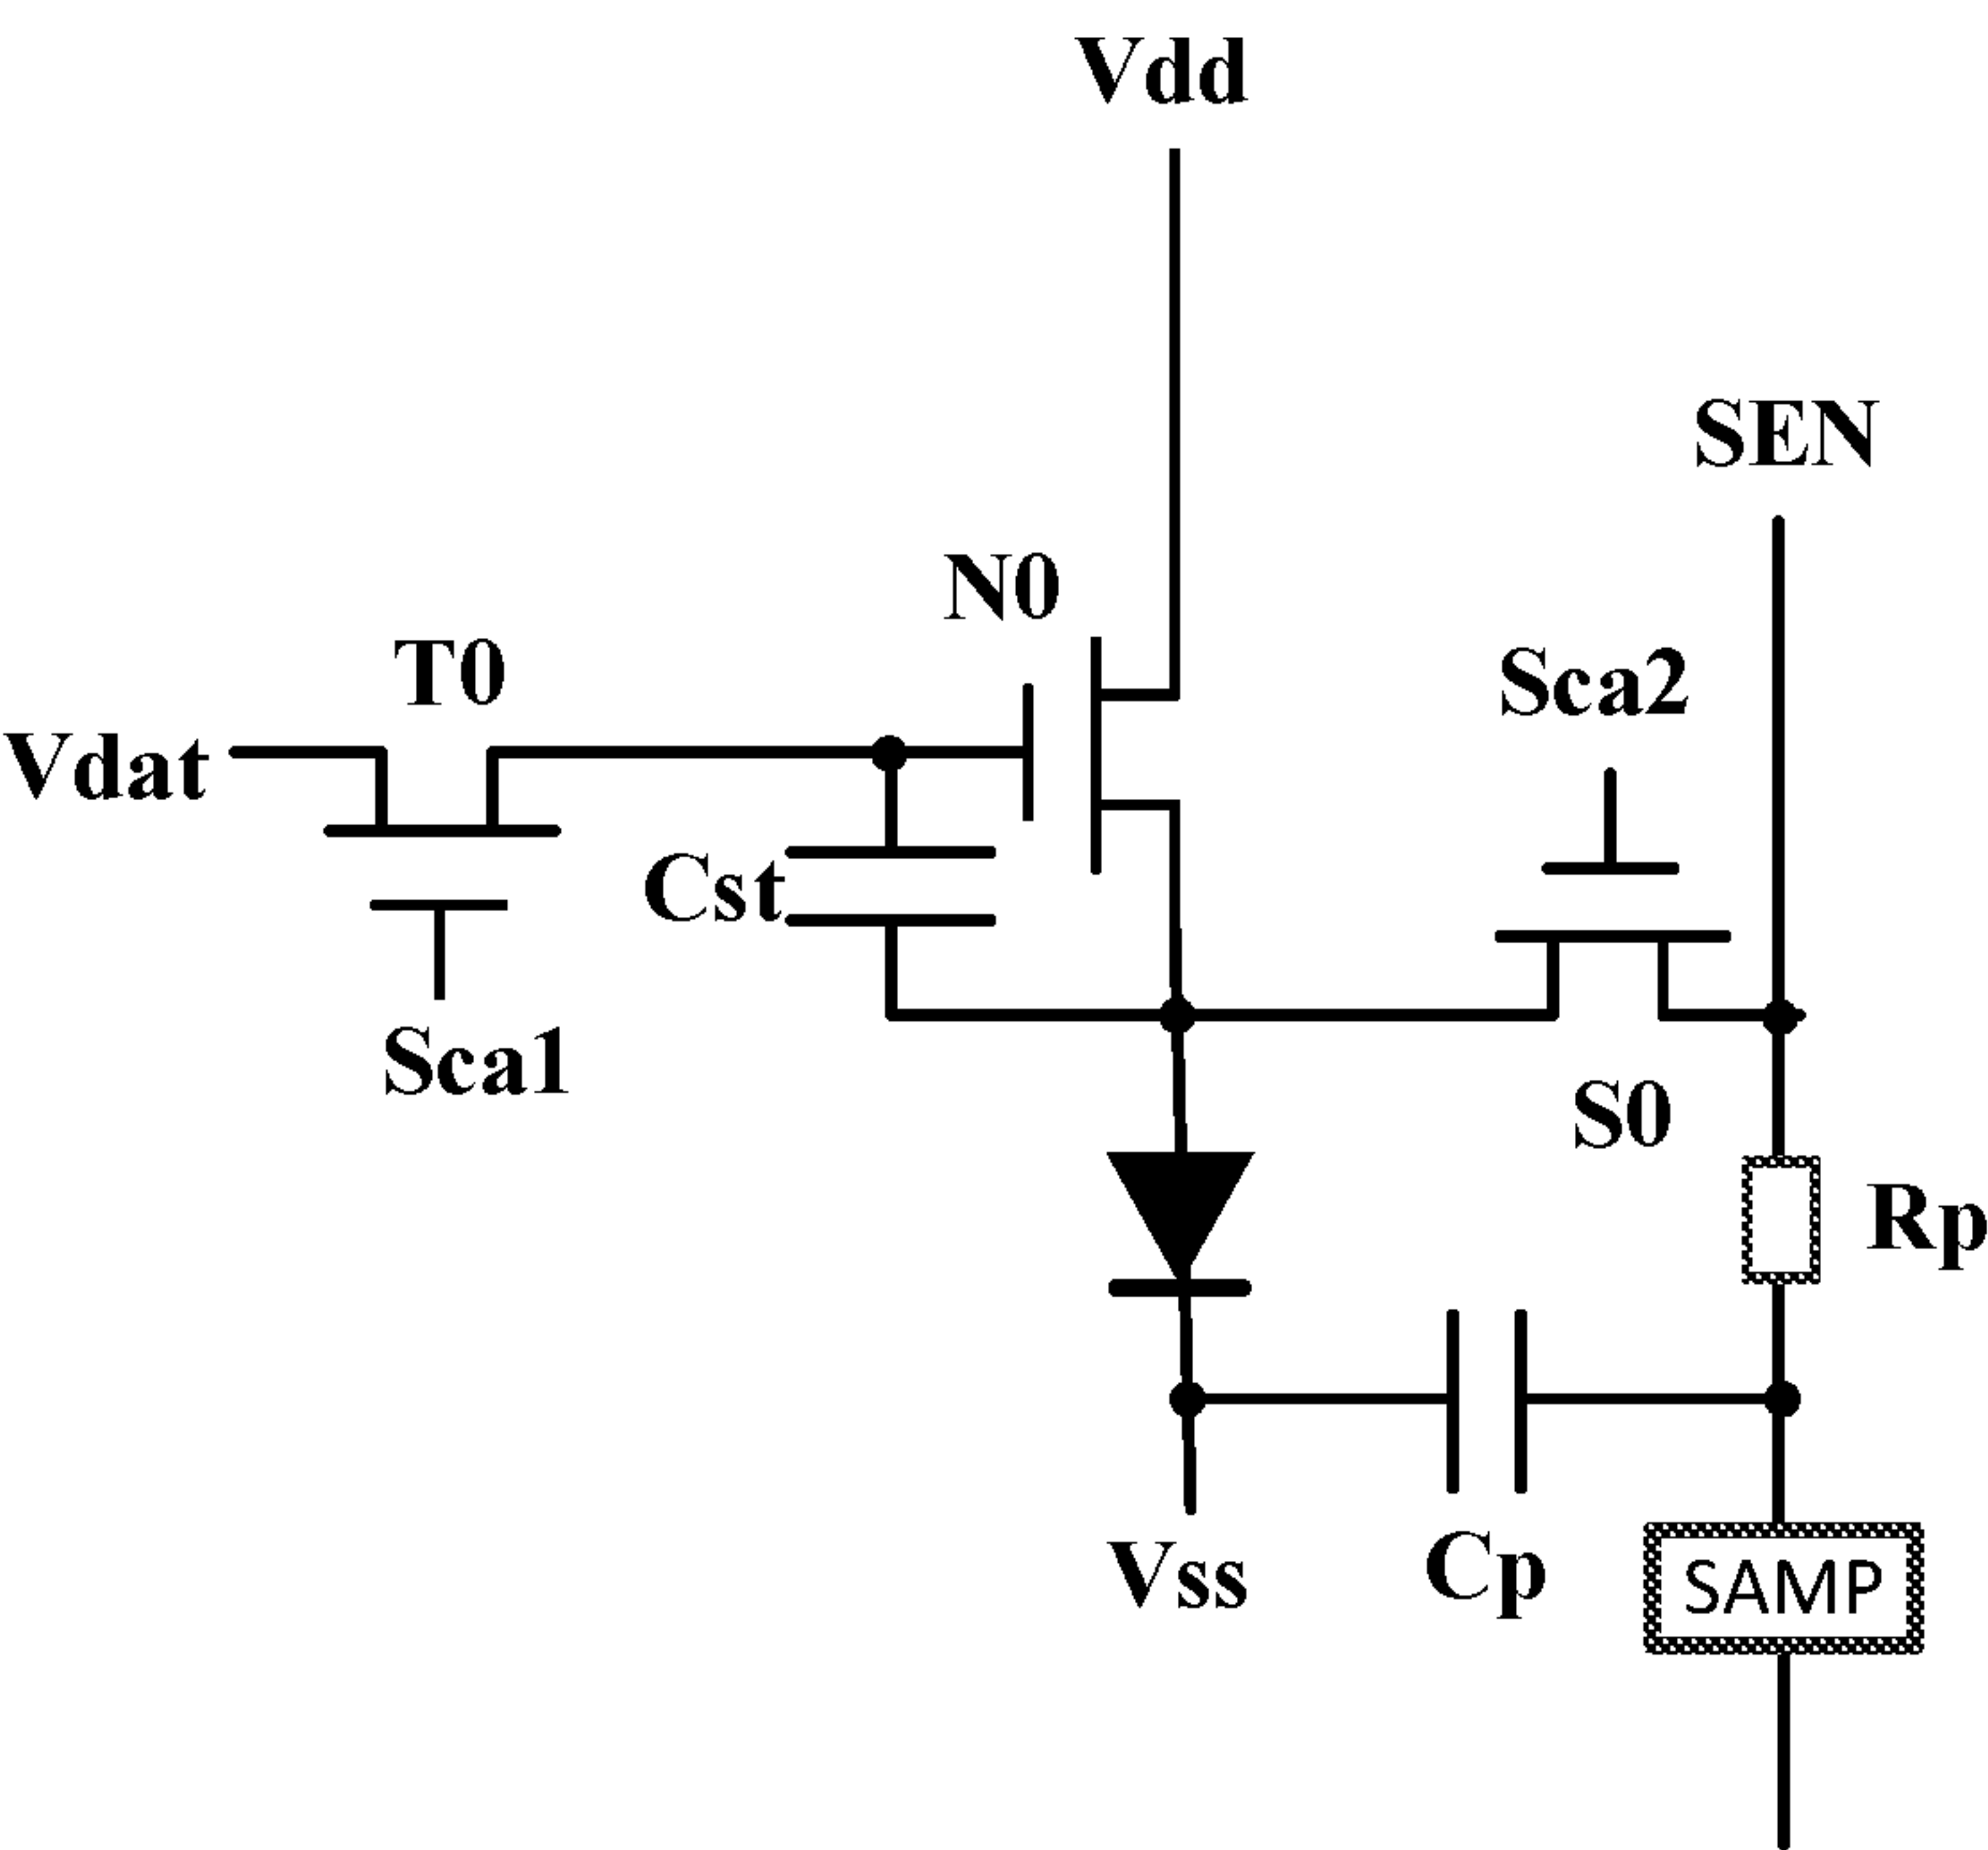 Vdd
SEN
N0
T0
Sca2
Vdat
Cst
Sca1
S0
Rp
Vss
Cp
SAMP